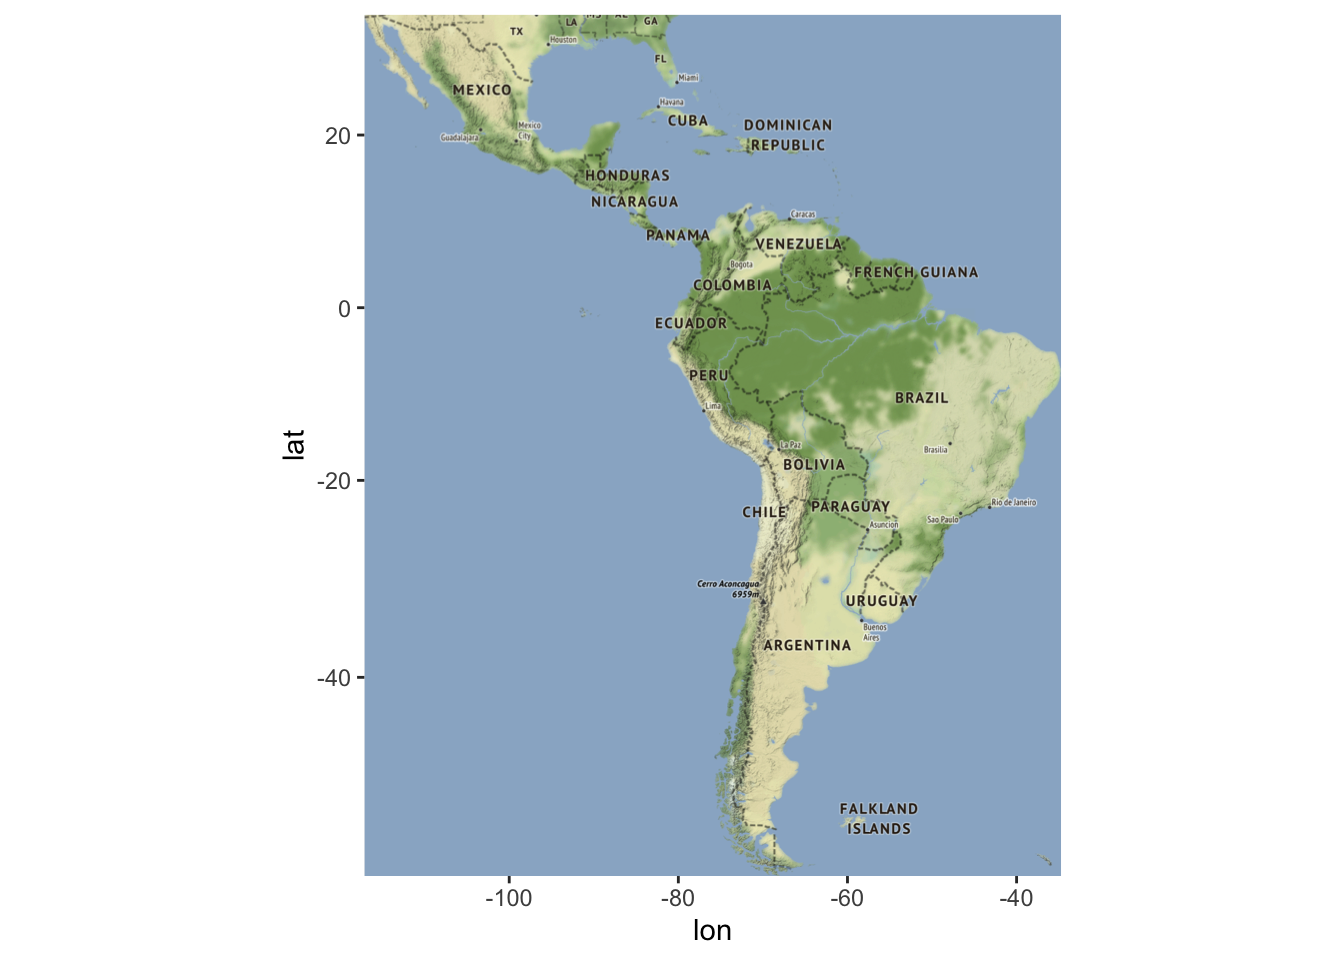 TX
LA
MS
AL
GA
Houston
FL
Miami
MEXICO
Havana
CUBA
DOMINICAN
REPUBLIC
Guadalajara
Mexico
City
20
HONDURAS
NICARAGUA
PANAMA
Caracas
VENEZUELA
Bogota
FRENCH GUIANA
COLOMBIA
0
ECUADOR
PERU
BRAZIL
Lima
lat
La Paz
Brasilia
BOLIVIA
-20
CHILE
PARAGUAY
Rio de Janeiro
Sao Paulo
Asuncion
Cerro Aconcagua
6959m
URUGUAY
Buenos
Aires
ARGENTINA
-40
FALKLAND
ISLANDS
-100
-80
-60
-40
lon